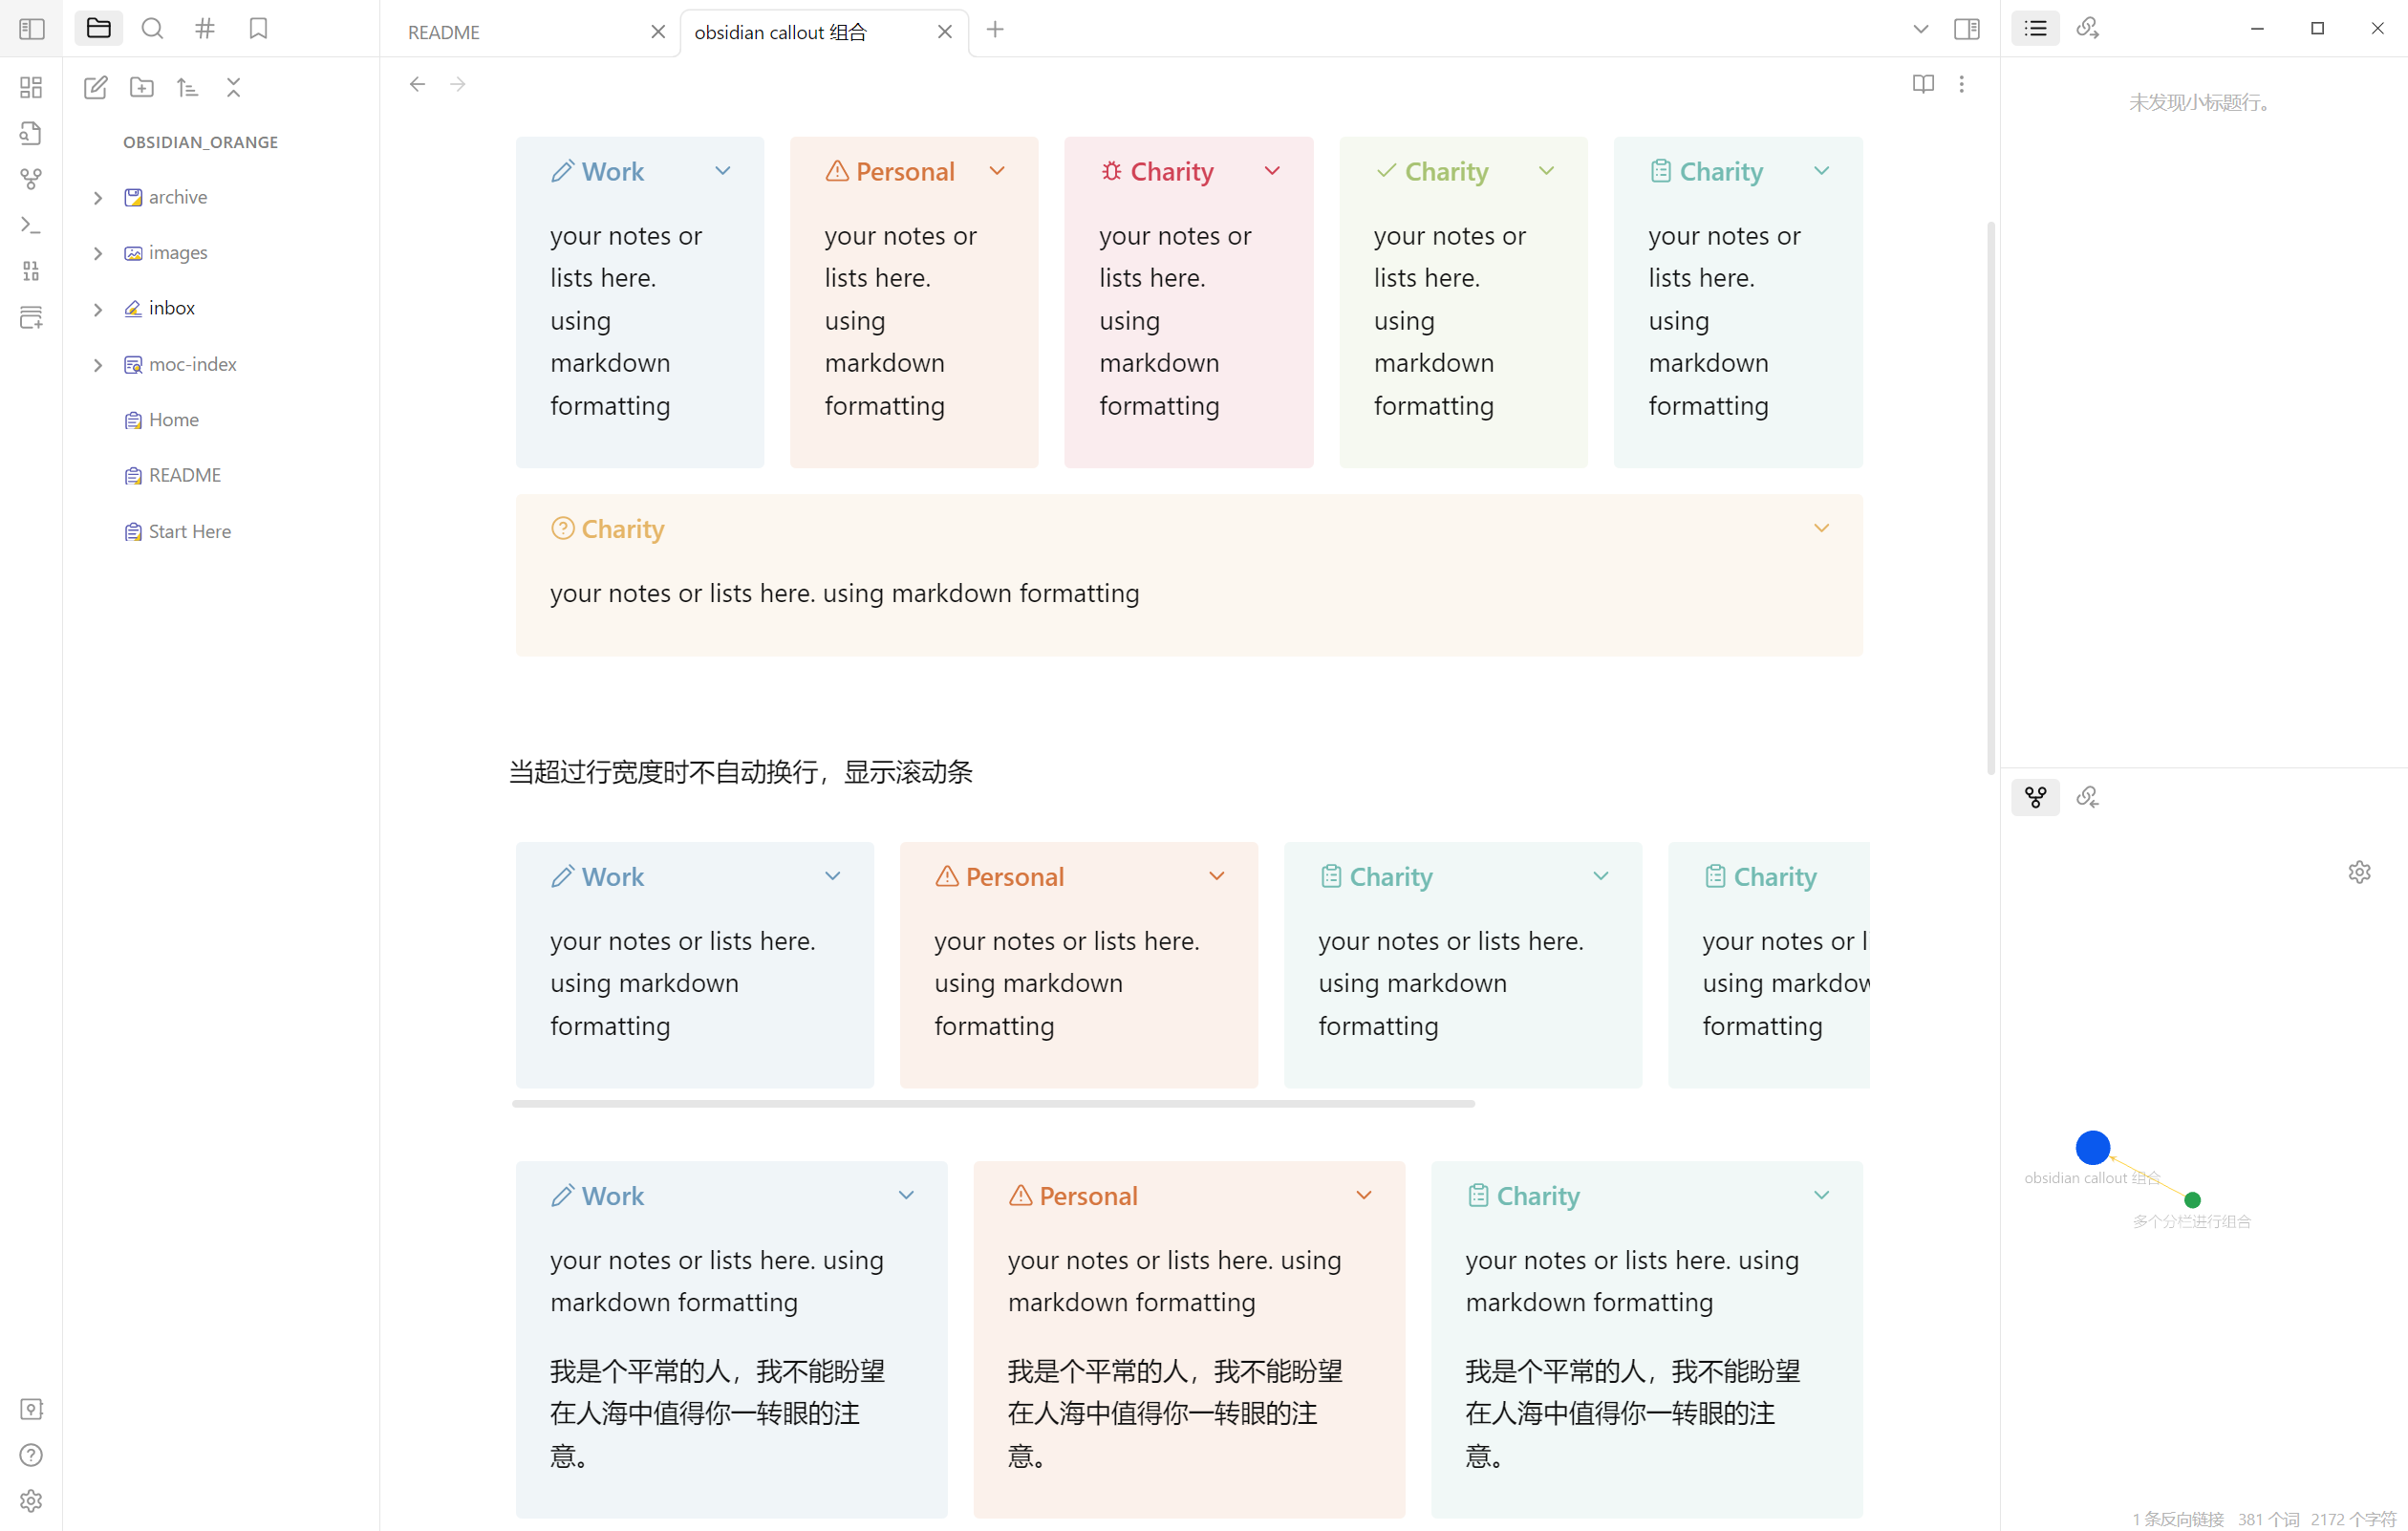 README
obsidian callout 组合
OBSIDIAN_ORANGE
archive
images
inbox
moc-index
Home
README
Start Here
Work
your notes or
lists here.
using
markdown
formatting
Personal
your notes or
lists here.
using
markdown
formatting
Charity
your notes or
lists here.
using
markdown
formatting
Charity
your notes or
lists here.
using
markdown
formatting
Charity
your notes or
lists here.
using
markdown
formatting
Charity
your notes or lists here. using markdown formatting
当超过行宽度时不自动换行，显示滚动条
Work
your notes or lists here.
using markdown
formatting
Personal
your notes or lists here.
using markdown
formatting
Charity
your notes or lists here.
using markdown
formatting
Charity
your notes or l
using markdow
formatting
Work
your notes or lists here. using
markdown formatting
我是个平常的人，我不能盼望
在人海中值得你一转眼的注
意。
Personal
your notes or lists here. using
markdown formatting
我是个平常的人，我不能盼望
在人海中值得你一转眼的注
意。
Charity
your notes or lists here. using
markdown formatting
我是个平常的人，我不能盼望
在人海中值得你一转眼的注
意。
未发现小标题行。
obsidian callout 组合
多个分栏进行组合
1 条反向链接 381 个词 2172 个字符